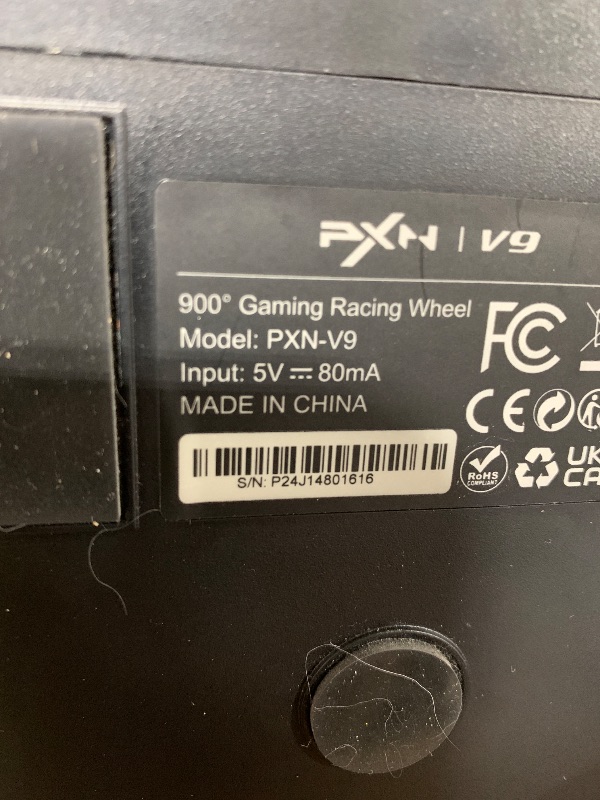 PXN | V9
900° Gaming Racing Wheel
Model: PXN-V9
Input: 5V ⎓ 80mA
MADE IN CHINA
FC
CE
S/N: P24J14801616
RoHS
COMPLIANT
UK
CA